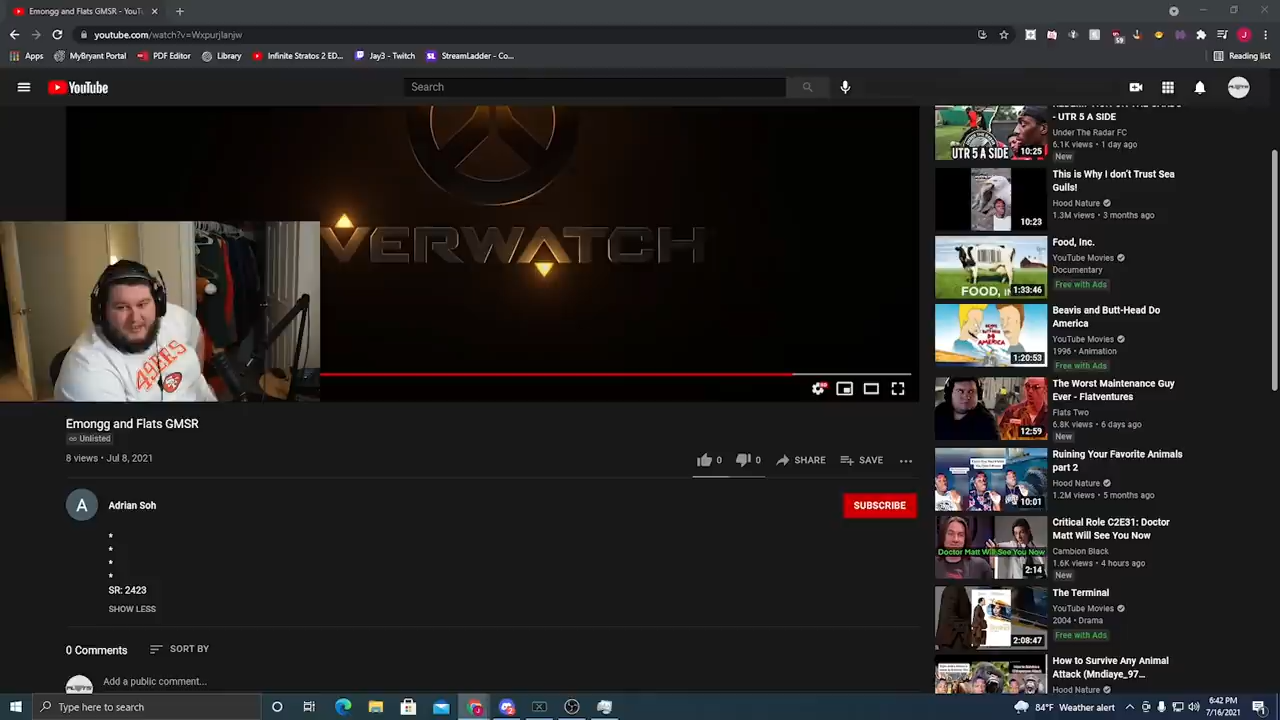 Emongg and Flats GMSR - YouT
youtube.com/watch?v=WxpurjIanjw
Apps
MyBryant Portal
PDF Editor
Library
Infinite Stratos 2 ED...
Jay3 - Twitch
StreamLadder - Co...
Reading list
YouTube
Search
VERWATCH
49ERS
SF
Emongg and Flats GMSR
Unlisted
8 views • Jul 8, 2021
0
0
SHARE
SAVE
A
Adrian Soh
SUBSCRIBE
*
*
*
*
SR: 2423
SHOW LESS
0 Comments
SORT BY
Add a public comment...
- UTR 5 A SIDE
Under The Radar FC
6.1K views • 1 day ago
New
UTR 5 A SIDE
10:25
This is Why I don't Trust Sea
Gulls!
Hood Nature
1.3M views • 3 months ago
10:23
Food, Inc.
YouTube Movies
Documentary
Free with Ads
FOOD, IN
1:33:46
Beavis and Butt-Head Do
America
YouTube Movies
1996 • Animation
Free with Ads
1:20:53
The Worst Maintenance Guy
Ever - Flatventures
Flats Two
6.8K views • 6 days ago
New
12:59
Ruining Your Favorite Animals
part 2
Hood Nature
1.2M views • 5 months ago
10:01
Critical Role C2E31: Doctor
Matt Will See You Now
Cambion Black
1.6K views • 4 hours ago
New
Doctor Matt Will See You Now
2:14
The Terminal
YouTube Movies
2004 • Drama
Free with Ads
2:08:47
How to Survive Any Animal
Attack (Mndiaye_97...
Hood Nature
Type here to search
84°F Weather alert
6:42 PM
7/16/2021